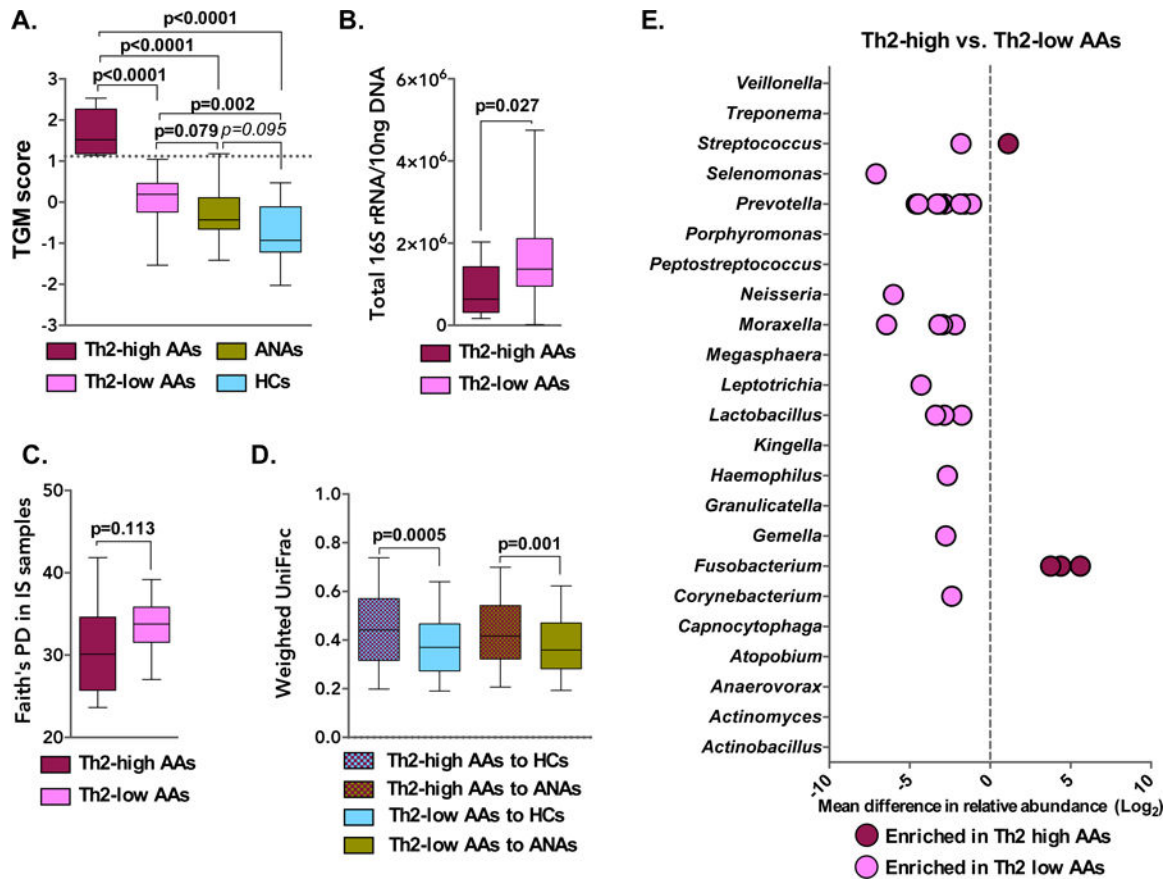 A.
p<0.0001
p<0.0001
p<0.0001
p=0.002
p=0.079
p=0.095
TGM score
3
2
1
0
-1
-2
-3
Th2-high AAs
ANAs
Th2-low AAs
HCs
B.
p=0.027
Total 16S rRNA/10ng DNA
6×10⁶
4×10⁶
2×10⁶
0
Th2-high AAs
Th2-low AAs
C.
p=0.113
Faith's PD in IS samples
50
40
30
20
Th2-high AAs
Th2-low AAs
D.
p=0.0005
p=0.001
Weighted UniFrac
1.0
0.8
0.6
0.4
0.2
0.0
Th2-high AAs to HCs
Th2-high AAs to ANAs
Th2-low AAs to HCs
Th2-low AAs to ANAs
E.
Th2-high vs. Th2-low AAs
Veillonella
Treponema
Streptococcus
Selenomonas
Prevotella
Porphyromonas
Peptostreptococcus
Neisseria
Moraxella
Megasphaera
Leptotrichia
Lactobacillus
Kingella
Haemophilus
Granulicatella
Gemella
Fusobacterium
Corynebacterium
Capnocytophaga
Atopobium
Anaerovorax
Actinomyces
Actinobacillus
-10
-5
0
5
10
Mean difference in relative abundance (Log₂)
Enriched in Th2 high AAs
Enriched in Th2 low AAs